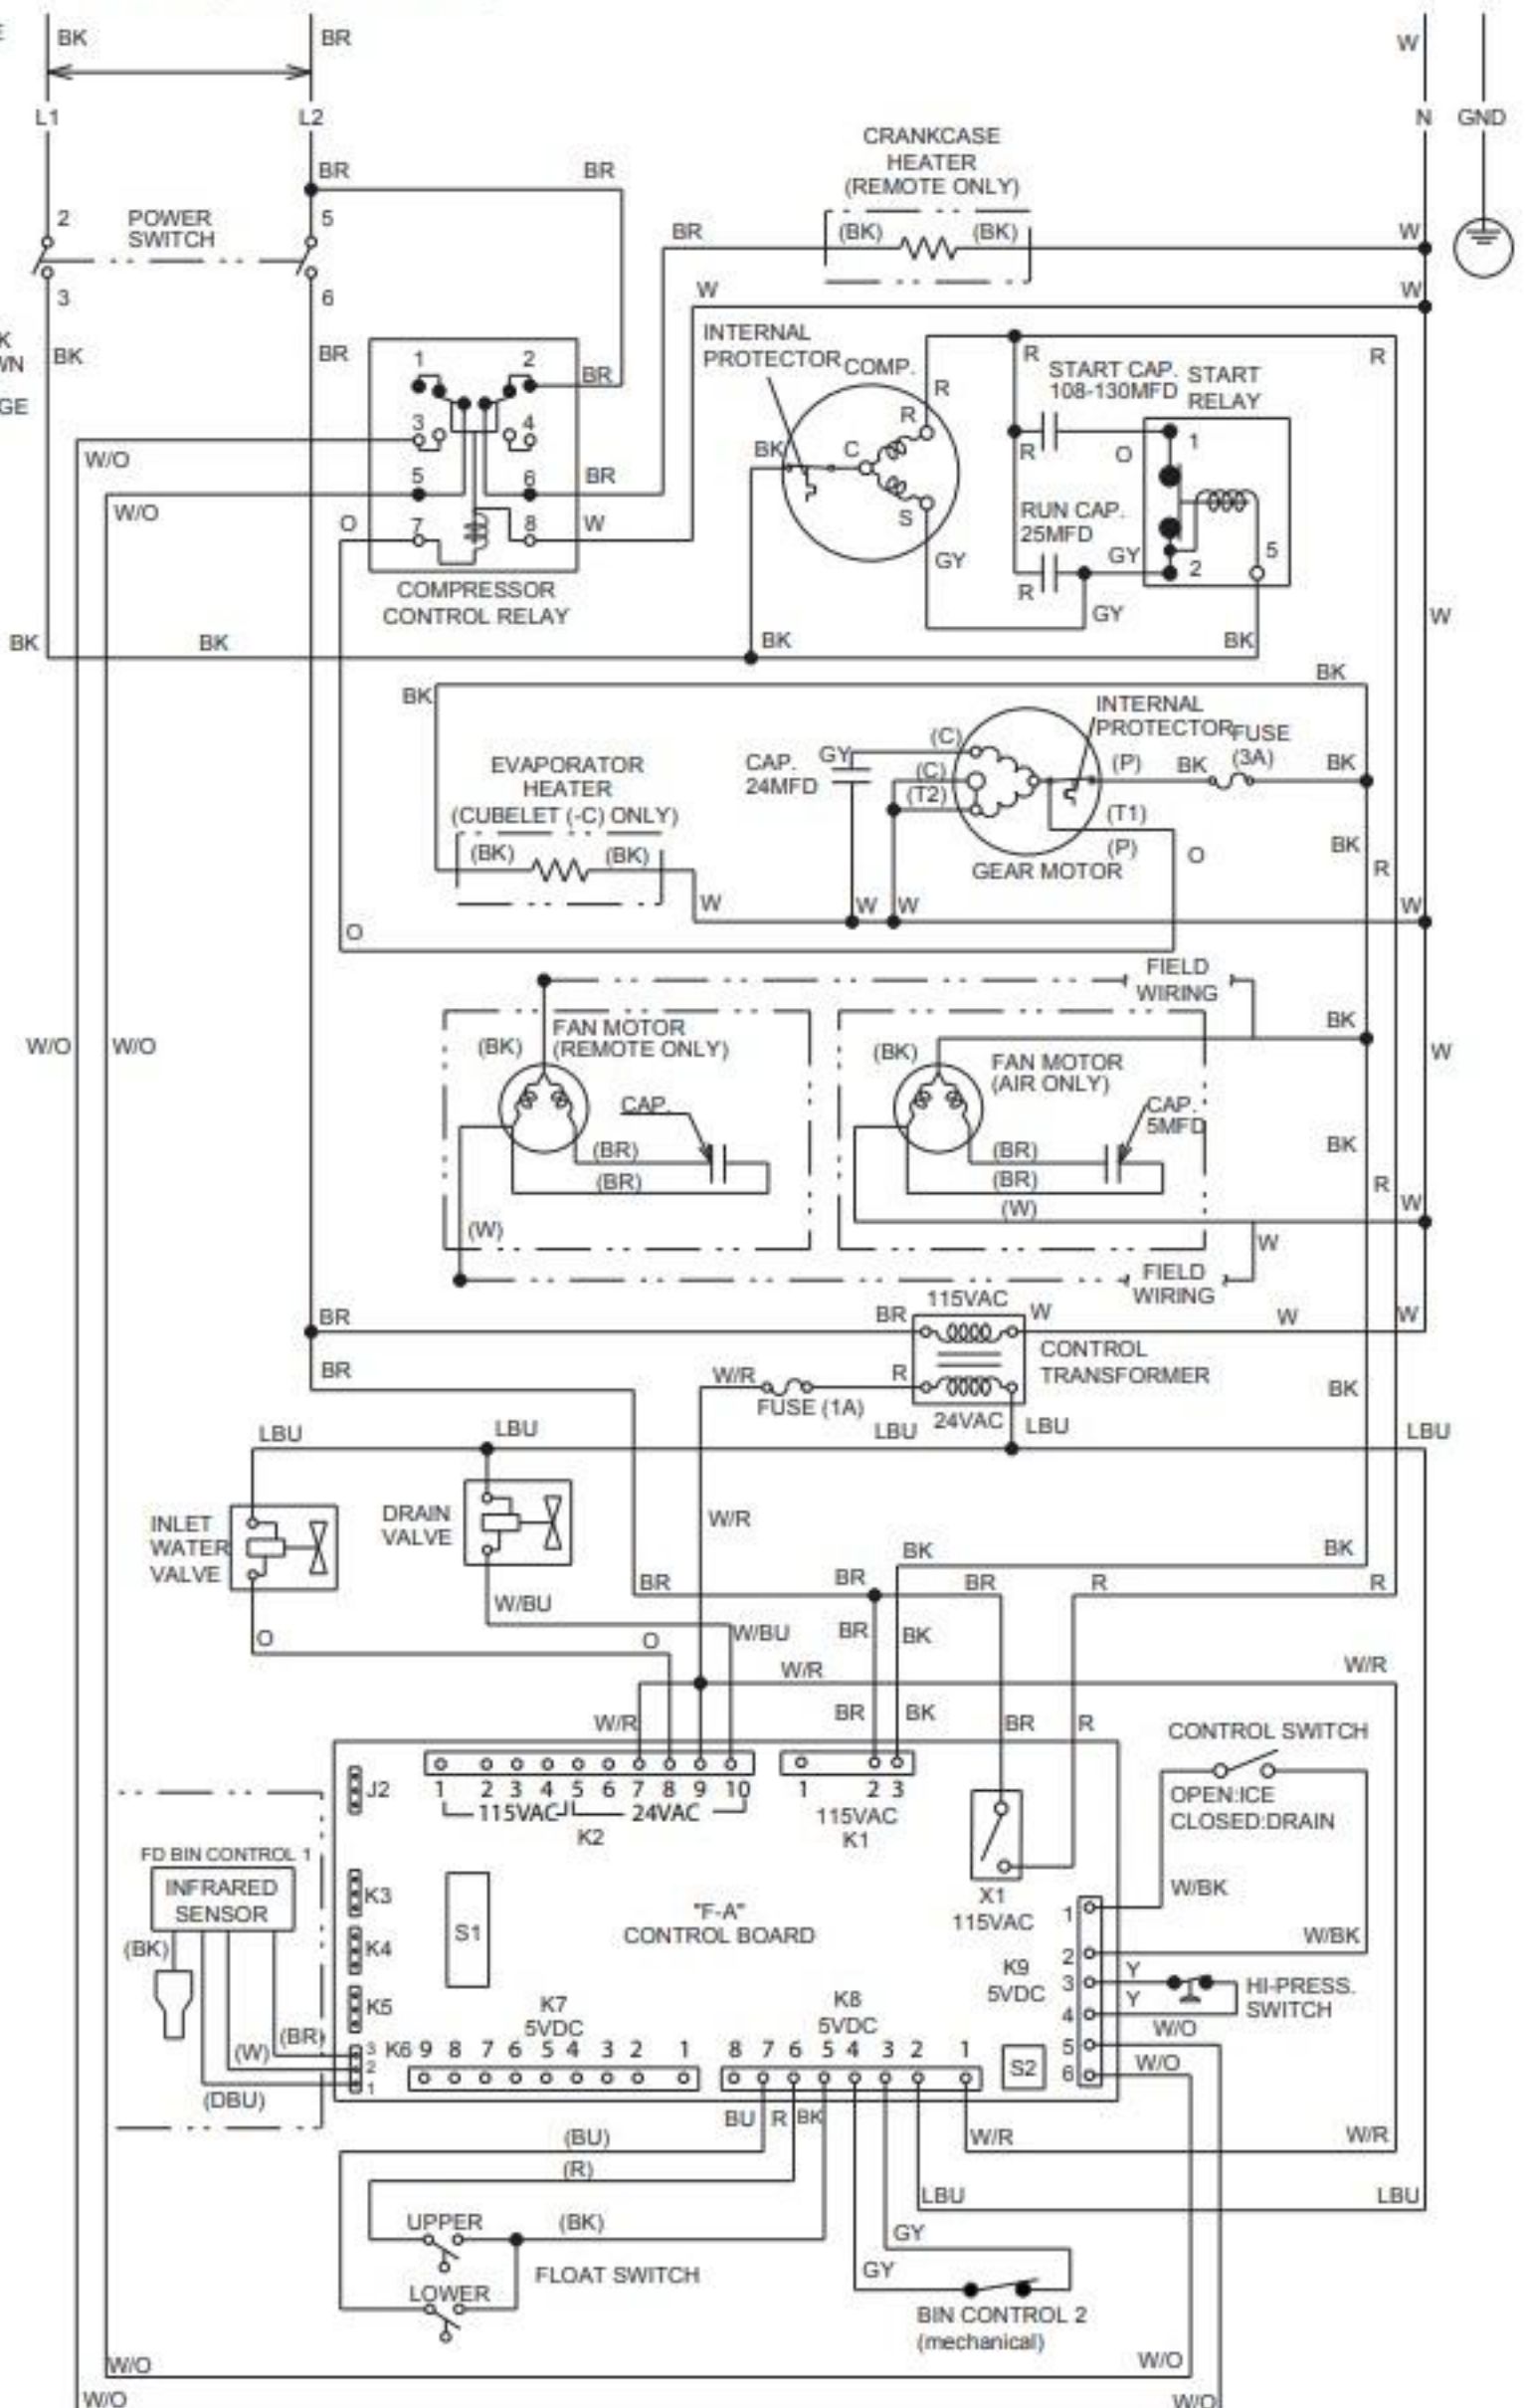 BK
BR
W
L1
L2
N
GND
CRANKCASE
HEATER
(REMOTE ONLY)
BR
BR
2
POWER
SWITCH
5
BR
(BK)
(BK)
W
3
6
W
W
BK
BR
1
2
BR
3
4
5
6
BR
7
8
W
O
W/O
W/O
COMPRESSOR
CONTROL RELAY
INTERNAL
PROTECTOR
COMP.
R
R
BK
C
S
GY
R
START CAP.
108-130MFD
START
RELAY
R
R
O
1
RUN CAP.
25MFD
GY
5
2
R
GY
W
BK
BK
BK
BK
BK
BK
EVAPORATOR
HEATER
(CUBELET (-C) ONLY)
(BK)
(BK)
W
CAP.
24MFD
GY
(C)
(C)
(T2)
INTERNAL
PROTECTOR
FUSE
(3A)
(P)
BK
BK
(T1)
(P)
O
BK
R
GEAR MOTOR
W
W
W
O
FIELD
WIRING
W/O
W/O
(BK)
FAN MOTOR
(REMOTE ONLY)
CAP.
(BR)
(BR)
(W)
(BK)
FAN MOTOR
(AIR ONLY)
CAP.
5MFD
(BR)
(BR)
(W)
BK
W
BK
R
W
W
FIELD
WIRING
BR
BR
115VAC
W
W
W
CONTROL
TRANSFORMER
BR
W/R
R
FUSE (1A)
24VAC
BK
LBU
LBU
LBU
LBU
LBU
INLET
WATER
VALVE
DRAIN
VALVE
W/R
W/BU
BR
BR
BK
BR
R
BK
R
O
O
W/BU
BR
BK
W/R
W/R
W/R
BR
BK
BR
R
CONTROL SWITCH
OPEN:ICE
CLOSED:DRAIN
J2
1 2 3 4 5 6 7 8 9 10
115VAC
24VAC
K2
1 2 3
115VAC
K1
FD BIN CONTROL 1
INFRARED
SENSOR
(BK)
K3
K4
K5
S1
"F-A"
CONTROL BOARD
X1
115VAC
W/BK
1
W/BK
2
K9
5VDC
3
Y
4
Y
HI-PRESS.
SWITCH
W/O
5
W/O
6
K7
5VDC
K8
5VDC
(BR)
(W)
(DBU)
3
2
1
K6
9 8 7 6 5 4 3 2 1
8 7 6 5 4 3 2 1
S2
BU
R
BK
W/R
W/R
(BU)
(R)
LBU
LBU
UPPER
(BK)
GY
FLOAT SWITCH
GY
LOWER
BIN CONTROL 2
(mechanical)
W/O
W/O
W/O
W/O